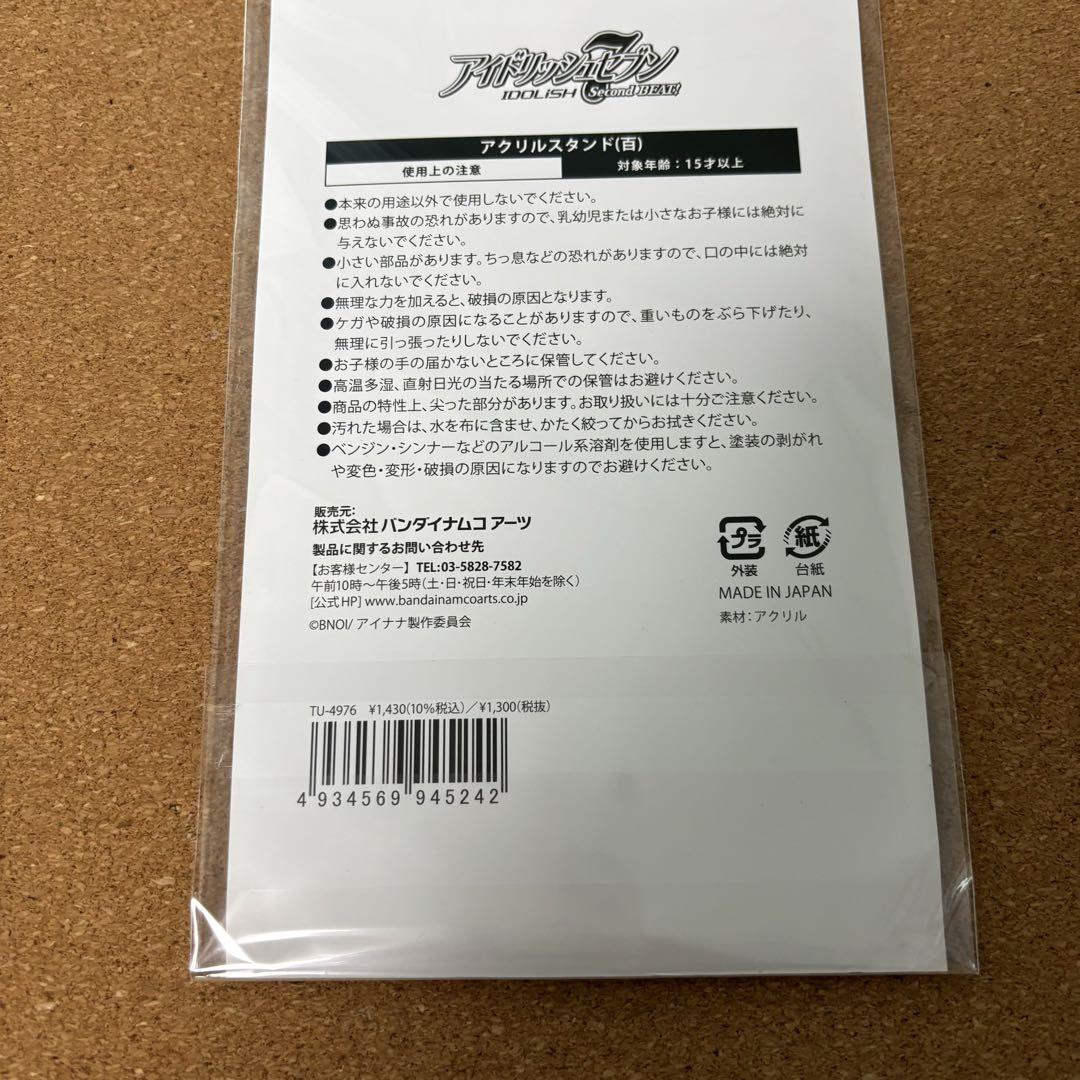 アイドリッシュセブン
IDOLiSH Second BEAT!
アクリルスタンド(百)
使用上の注意
対象年齢：15才以上
●本来の用途以外で使用しないでください。
●思わぬ事故の恐れがありますので、乳幼児または小さなお子様には絶対に
与えないでください。
●小さい部品があります。ちっ息などの恐れがありますので、口の中には絶対
に入れないでください。
●無理な力を加えると、破損の原因となります。
●ケガや破損の原因になることがありますので、重いものをぶら下げたり、
無理に引っ張ったりしないでください。
●お子様の手の届かないところに保管してください。
●高温多湿、直射日光の当たる場所での保管はお避けください。
●商品の特性上、尖った部分があります。お取り扱いには十分ご注意ください。
●汚れた場合は、水を布に含ませ、かたく絞ってからお拭きください。
●ベンジン・シンナーなどのアルコール系溶剤を使用しますと、塗装の剥がれ
や変色・変形・破損の原因になりますのでお避けください。
販売元:
株式会社 バンダイナムコ アーツ
製品に関するお問い合わせ先
【お客様センター】 TEL:03-5828-7582
午前10時～午後5時(土・日・祝日・年末年始を除く)
[公式HP] www.bandainamcoarts.co.jp
©BNOI/ アイナナ製作委員会
プラ
外装
紙
台紙
MADE IN JAPAN
素材：アクリル
TU-4976 ¥1,430(10%税込)／¥1,300(税抜)
4 934569 945242